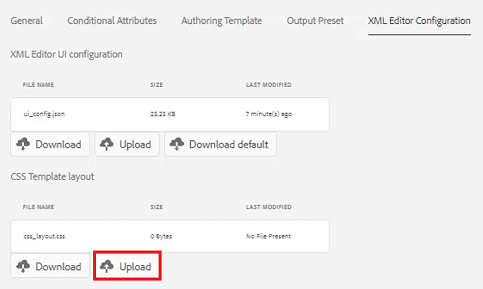 General Conditional Attributes Authoring Template Output Preset XML Editor Configuration
XML Editor UI configuration
FILE NAME SIZE LAST MODIFIED
ui_config.json 23.23 KB 7 minute(s) ago
Download Upload Download default
CSS Template layout
FILE NAME SIZE LAST MODIFIED
css_layout.css 0 Bytes No File Present
Download Upload